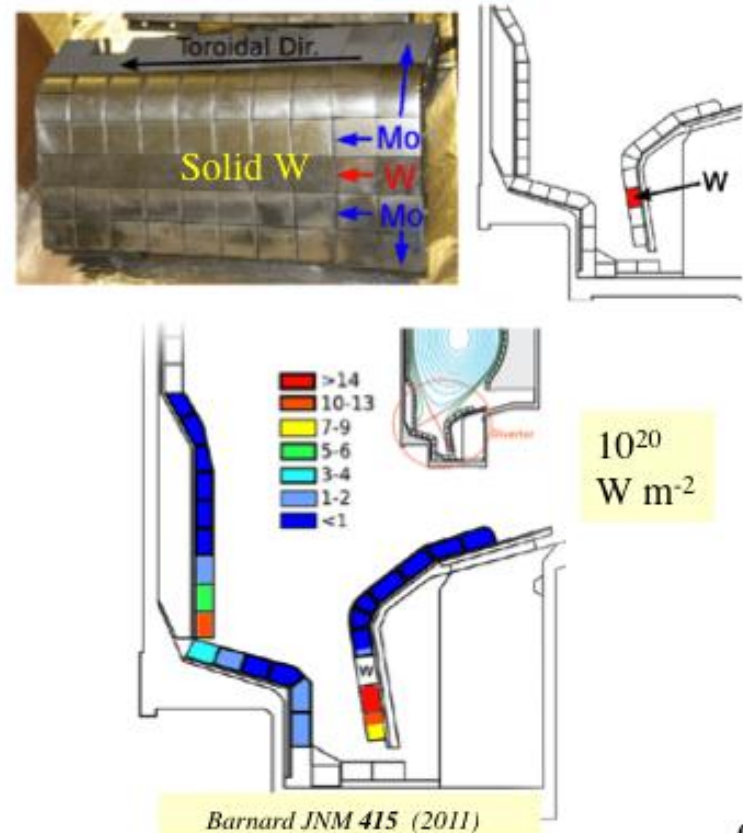 Toroidal Dir.
Mo
Solid W
W
Mo
W
>14
10-13
7-9
5-6
3-4
1-2
<1
Divertor
10²⁰
W m⁻²
W
Barnard JNM 415 (2011)